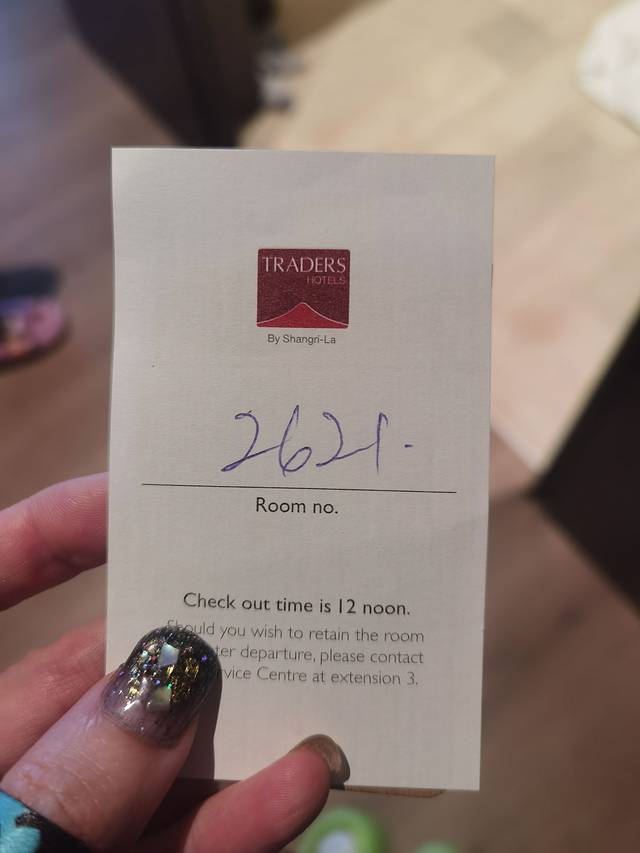 TRADERS
HOTELS
By Shangri-La
2621.
Room no.
Check out time is 12 noon.
Should you wish to retain the room
departure, please contact
Centre at extension 3.